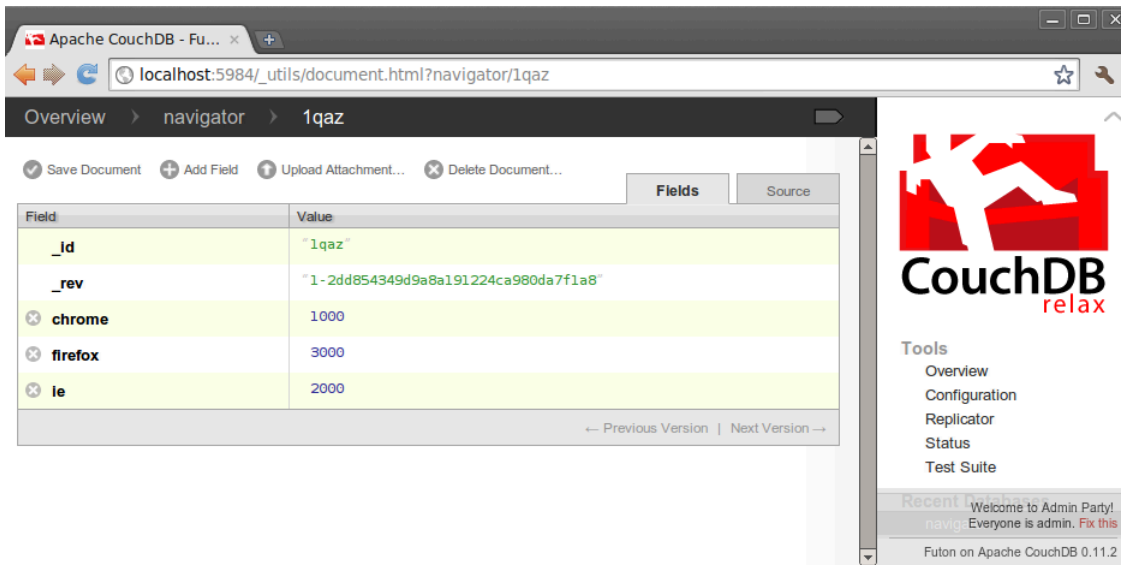 Apache CouchDB - Fu...
localhost:5984/_utils/document.html?navigator/1qaz
Overview navigator 1qaz
Save Document Add Field Upload Attachment... Delete Document...
Fields Source
Field Value
_id "1qaz"
_rev "1-2dd854349d9a8a191224ca980da7f1a8"
chrome 1000
firefox 3000
ie 2000
← Previous Version | Next Version →
CouchDB
relax
Tools
Overview
Configuration
Replicator
Status
Test Suite
Recent Databases
Welcome to Admin Party!
Everyone is admin. Fix this
Futon on Apache CouchDB 0.11.2